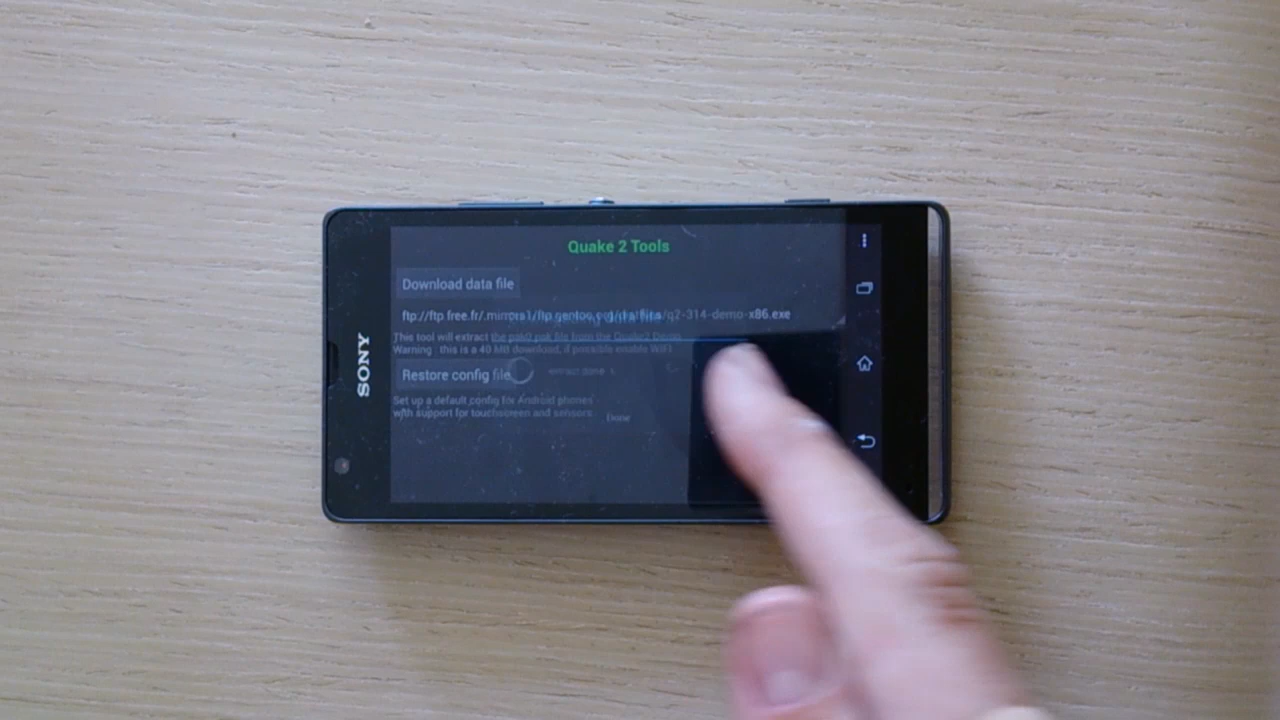 SONY
Quake 2 Tools
Download data file
ftp://ftp.free.fr/.mirrors1/ftp.gentoo.org/distfiles/q2-314-demo-x86.exe
This tool will extract the pak0.pak file from the Quake2 Demo
Warning : this is a 40 MB download, if possible enable WIFI
Restore config file
extract done
Set up a default config for Android phones
with support for touchscreen and sensors
Done